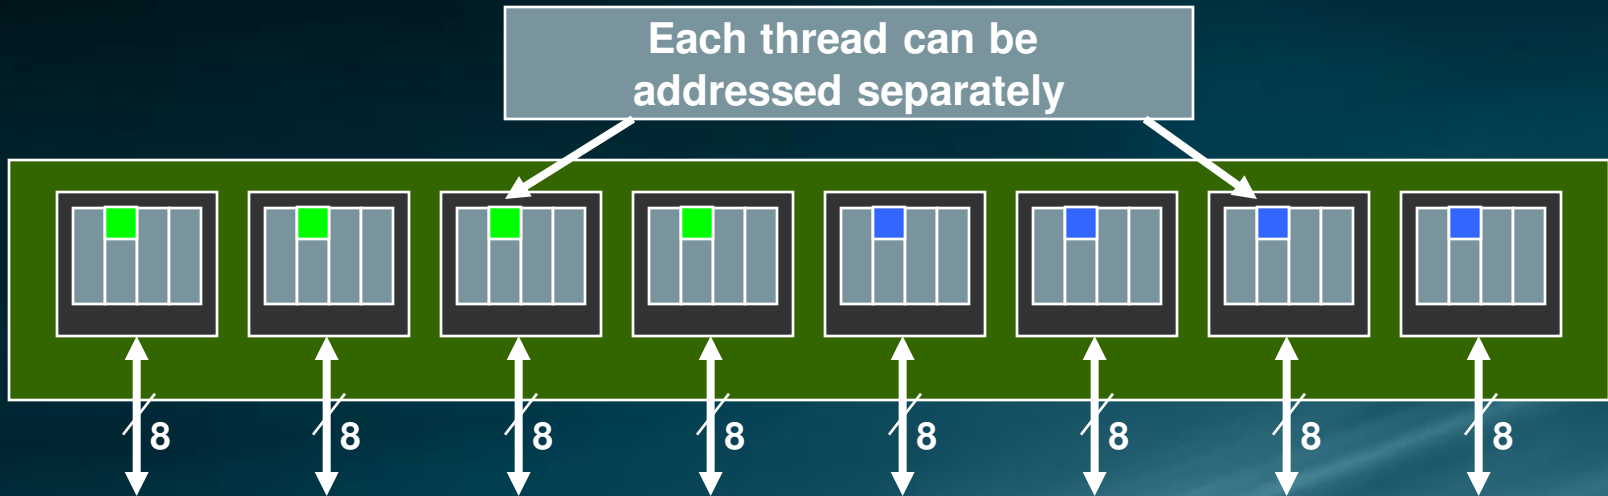 Each thread can be
addressed separately
8 8 8 8 8 8 8 8